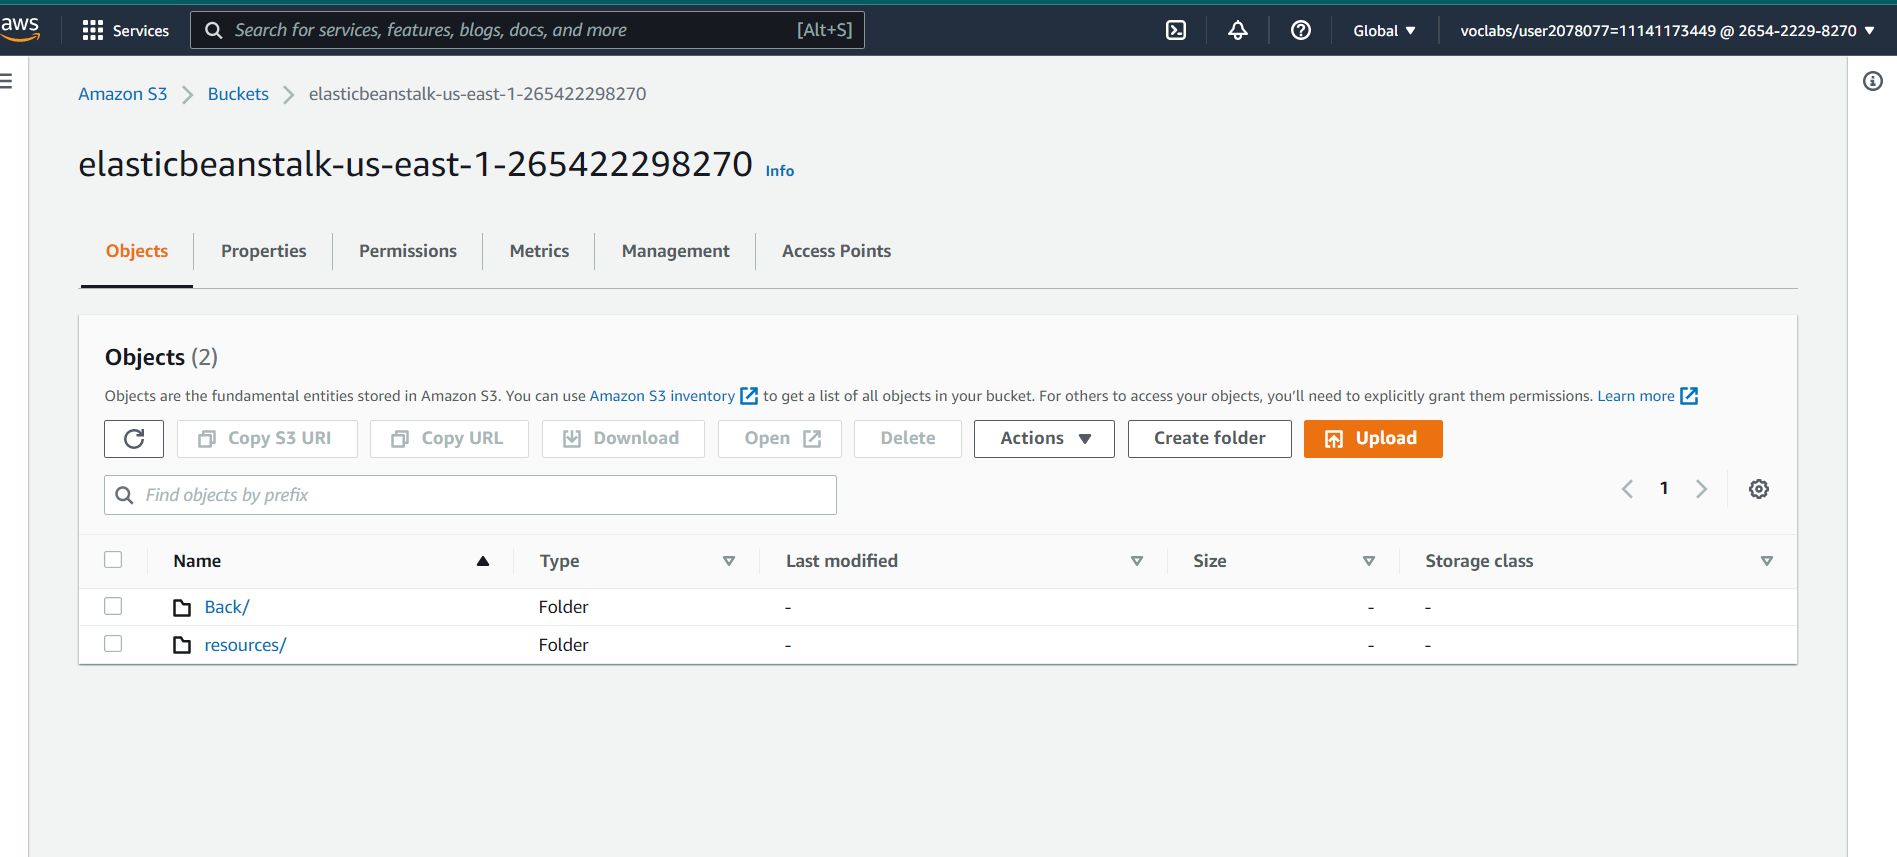 aws Services Search for services, features, blogs, docs, and more [Alt+S] Global voclabs/user2078077=11141173449 @ 2654-2229-8270
Amazon S3 Buckets elasticbeanstalk-us-east-1-265422298270
elasticbeanstalk-us-east-1-265422298270 Info
Objects Properties Permissions Metrics Management Access Points
Objects (2)
Objects are the fundamental entities stored in Amazon S3. You can use Amazon S3 inventory to get a list of all objects in your bucket. For others to access your objects, you'll need to explicitly grant them permissions. Learn more
Copy S3 URI Copy URL Download Open Delete Actions Create folder Upload
Find objects by prefix 1
Name Type Last modified Size Storage class
Back/ Folder - - -
resources/ Folder - - -